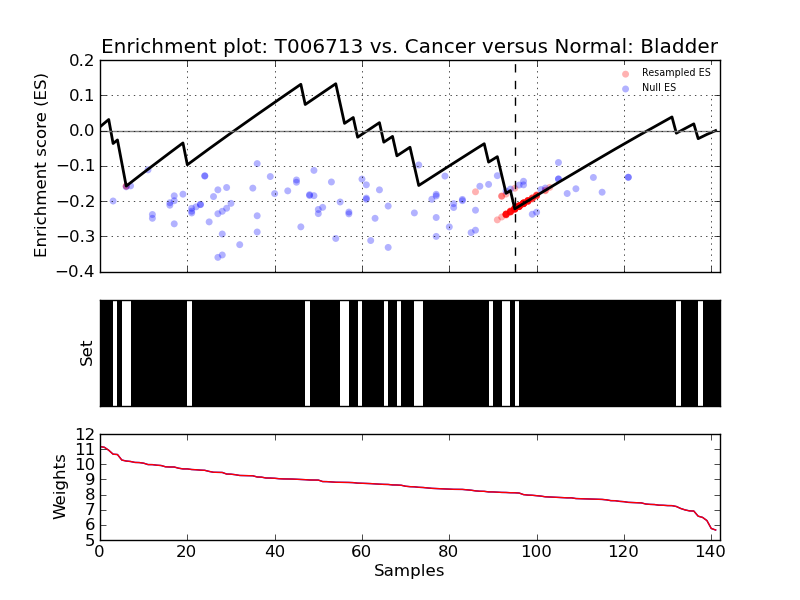 Enrichment plot: T006713 vs. Cancer versus Normal: Bladder
Enrichment score (ES)
0.2
0.1
0.0
−0.1
−0.2
−0.3
−0.4
Resampled ES
Null ES
Set
Weights
12
11
10
9
8
7
6
5
0 20 40 60 80 100 120 140
Samples